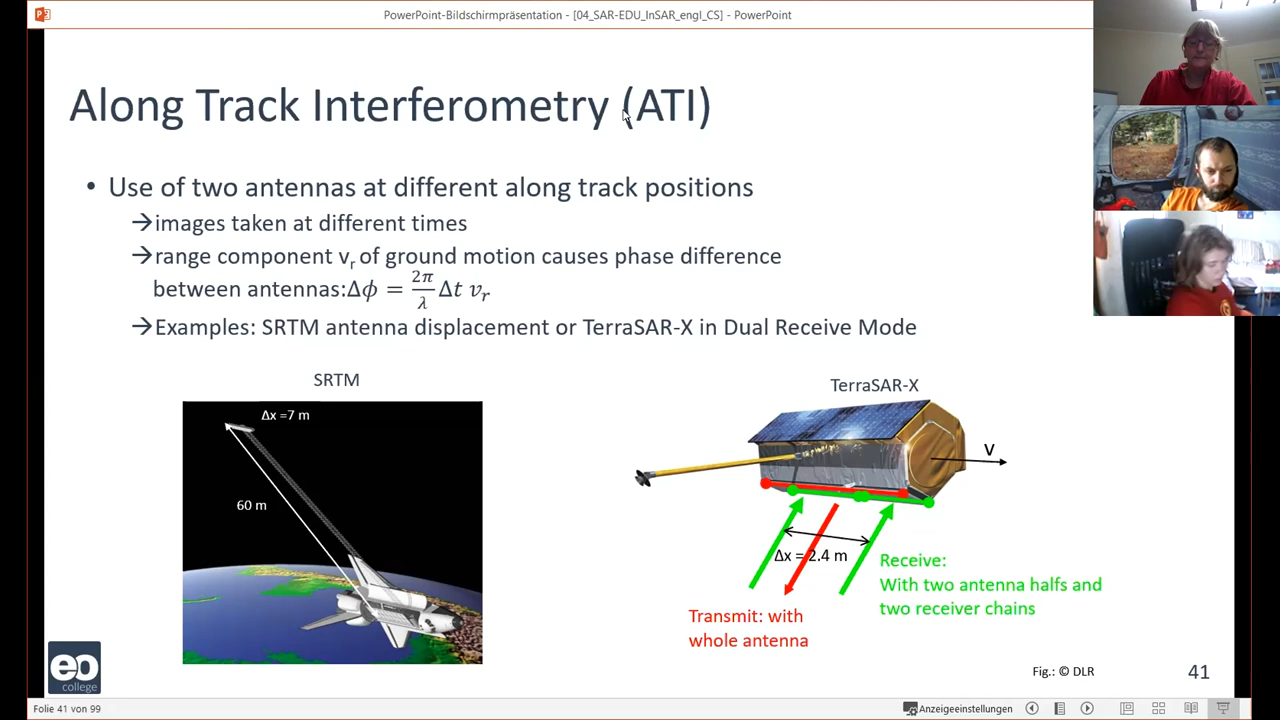 PowerPoint-Bildschirmpräsentation - [04_SAR-EDU_InSAR_engl_CS] - PowerPoint
Along Track Interferometry (ATI)
• Use of two antennas at different along track positions
→images taken at different times
→range component vr of ground motion causes phase difference
between antennas:Δϕ = 2π/λ Δt vr
→Examples: SRTM antenna displacement or TerraSAR-X in Dual Receive Mode
SRTM
Δx =7 m
60 m
TerraSAR-X
V
Δx = 2.4 m
Receive:
With two antenna halfs and
two receiver chains
Transmit: with
whole antenna
eo
college
Fig.: © DLR
41
Folie 41 von 99
Anzeigeeinstellungen